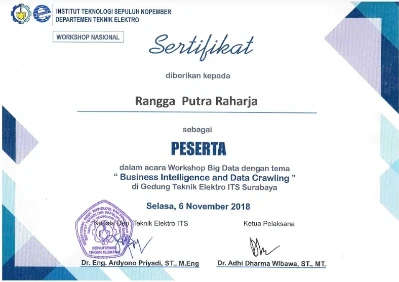 INSTITUT TEKNOLOGI SEPULUH NOPEMBER
DEPARTEMEN TEKNIK ELEKTRO
WORKSHOP NASIONAL
Sertifikat
diberikan kepada
Rangga Putra Raharja
sebagai
PESERTA
dalam acara Workshop Big Data dengan tema
“ Business Intelligence and Data Crawling ”
di Gedung Teknik Elektro ITS Surabaya
Selasa, 6 November 2018
Dep Teknik Elektro ITS
Ketua Pelaksana
Dr. Eng. Ardyono Priyadi, ST., M.Eng
Dr. Adhi Dharma Wibawa, ST., MT.